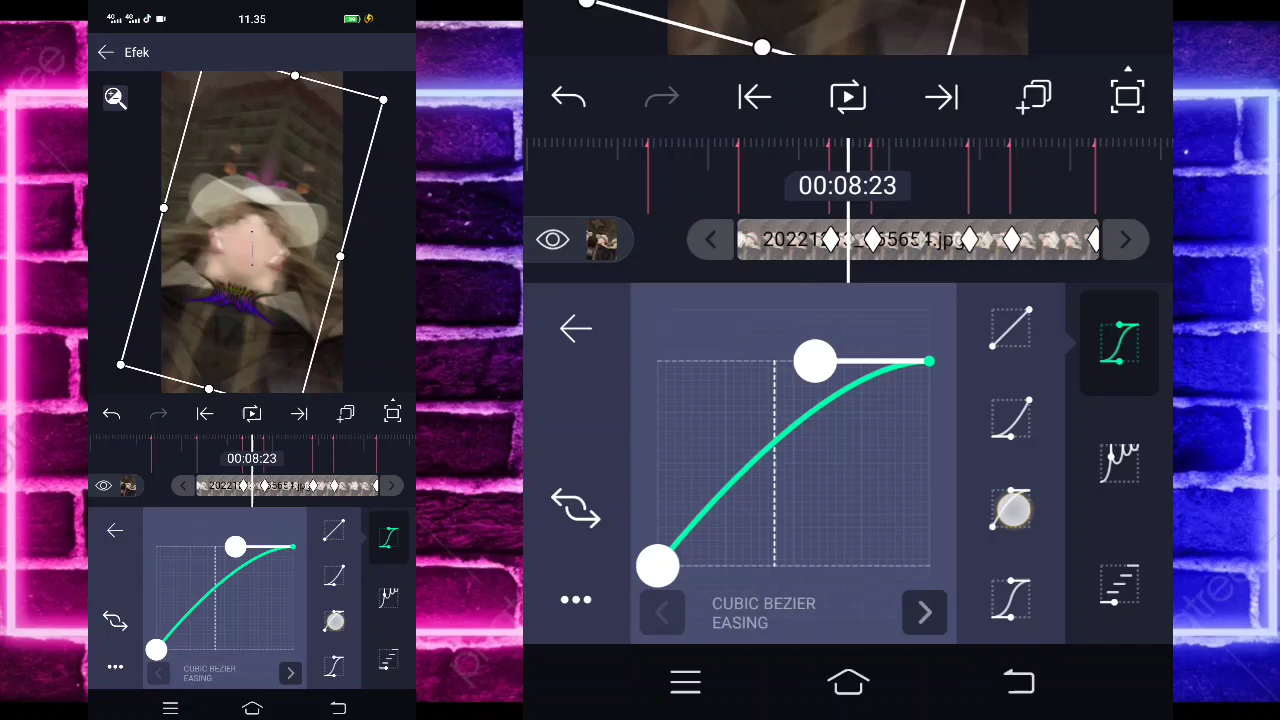 11.35
Efek
00:08:23
CUBIC BEZIER
EASING
00:08:23
CUBIC BEZIER
EASING